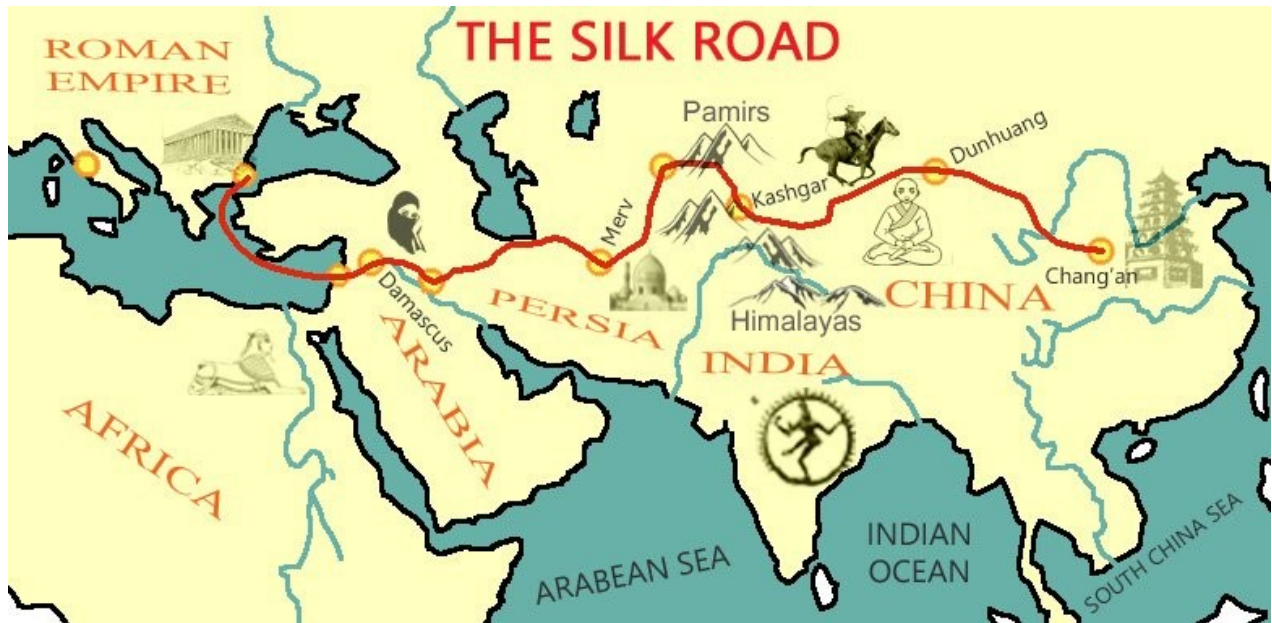 THE SILK ROAD
ROMAN
EMPIRE
Pamirs
Dunhuang
Kashgar
Merv
Chang'an
Damascus
PERSIA
CHINA
Himalayas
ARABIA
INDIA
AFRICA
INDIAN
OCEAN
ARABEAN SEA
SOUTH CHINA SEA